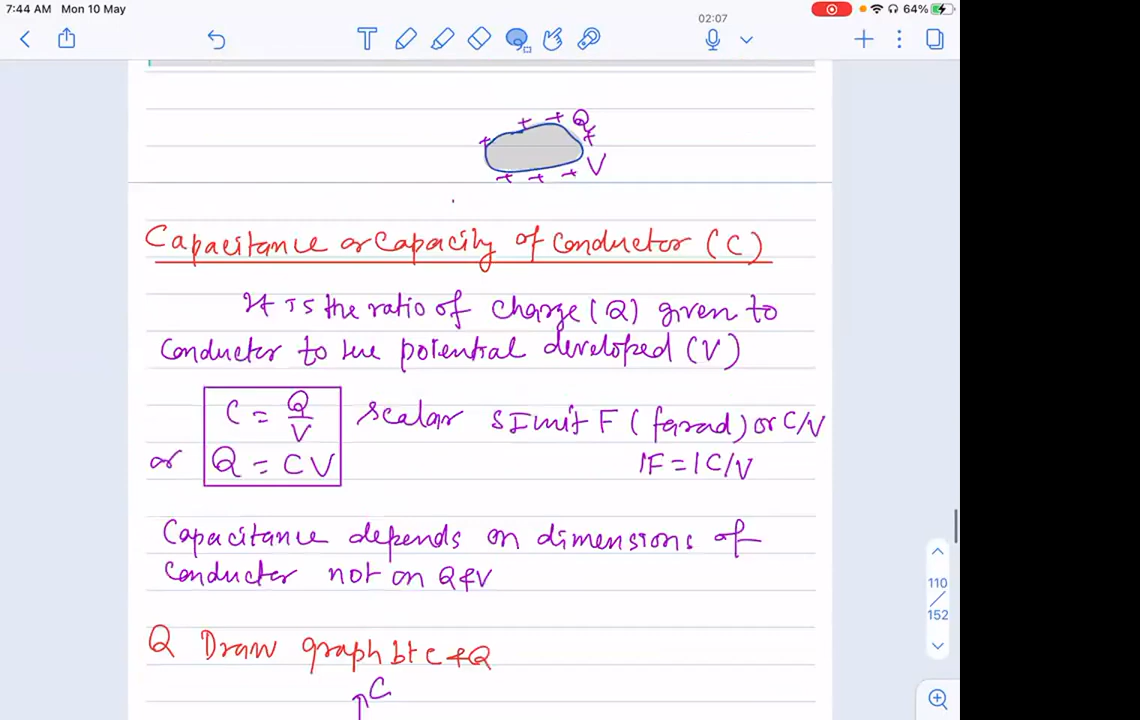 7:44 AM Mon 10 May
64%
02:07
T
+ + Q
+ +
V
+ + +
Capacitance or Capacity of Conductor (C)
It is the ratio of charge (Q) given to
Conductor to the potential developed (V)
C = Q/V scalar SI unit F (farad) or C/V
or Q = CV 1F = 1 C/V
Capacitance depends on dimensions of
Conductor not on Q & V
110
/
152
Q Draw graph bt C & Q
C